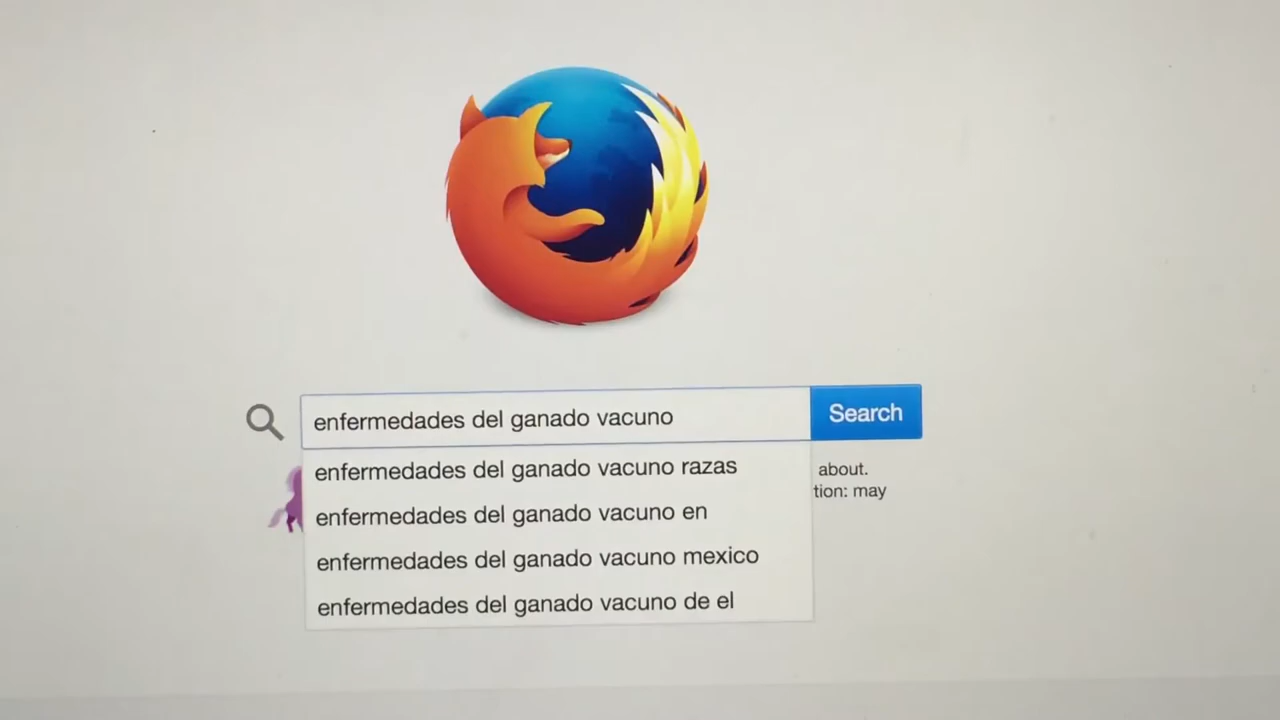 enfermedades del ganado vacuno
Search
enfermedades del ganado vacuno razas
about.
tion: may
enfermedades del ganado vacuno en
enfermedades del ganado vacuno mexico
enfermedades del ganado vacuno de el